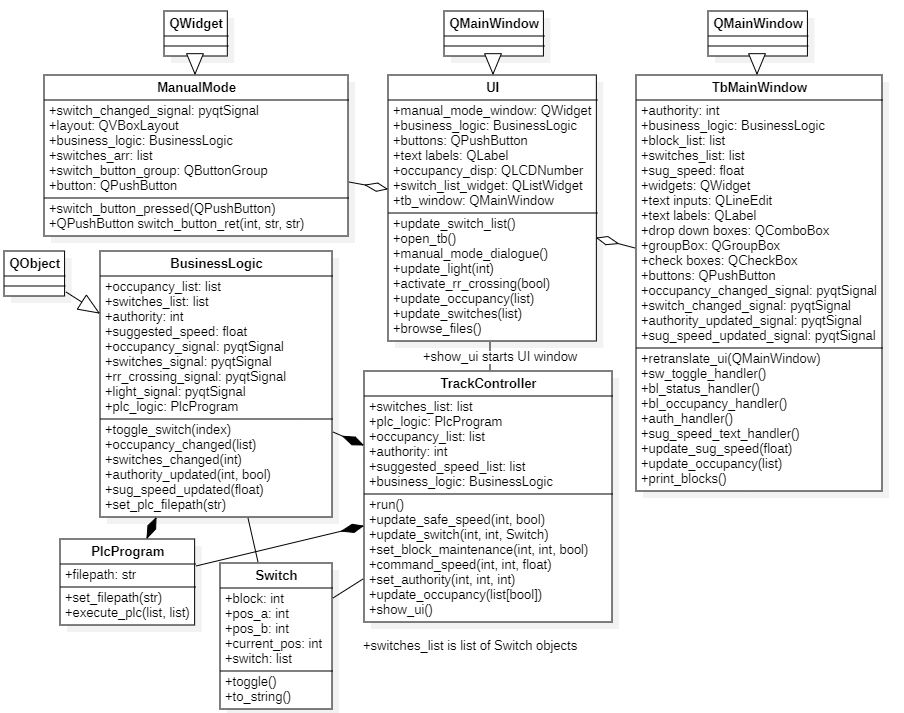 QWidget
QMainWindow
QMainWindow
ManualMode
+switch_changed_signal: pyqtSignal
+layout: QVBoxLayout
+business_logic: BusinessLogic
+switches_arr: list
+switch_button_group: QButtonGroup
+button: QPushButton
+switch_button_pressed(QPushButton)
+QPushButton switch_button_ret(int, str, str)
UI
+manual_mode_window: QWidget
+business_logic: BusinessLogic
+buttons: QPushButton
+text labels: QLabel
+occupancy_disp: QLCDNumber
+switch_list_widget: QListWidget
+tb_window: QMainWindow
+update_switch_list()
+open_tb()
+manual_mode_dialogue()
+update_light(int)
+activate_rr_crossing(bool)
+update_occupancy(list)
+update_switches(list)
+browse_files()
TbMainWindow
+authority: int
+business_logic: BusinessLogic
+block_list: list
+switches_list: list
+sug_speed: float
+widgets: QWidget
+text inputs: QLineEdit
+text labels: QLabel
+drop down boxes: QComboBox
+groupBox: QGroupBox
+check boxes: QCheckBox
+buttons: QPushButton
+occupancy_changed_signal: pyqtSignal
+switch_changed_signal: pyqtSignal
+authority_updated_signal: pyqtSignal
+sug_speed_updated_signal: pyqtSignal
+retranslate_ui(QMainWindow)
+sw_toggle_handler()
+bl_status_handler()
+bl_occupancy_handler()
+auth_handler()
+sug_speed_text_handler()
+update_sug_speed(float)
+update_occupancy(list)
+print_blocks()
QObject
BusinessLogic
+occupancy_list: list
+switches_list: list
+authority: int
+suggested_speed: float
+occupancy_signal: pyqtSignal
+switches_signal: pyqtSignal
+rr_crossing_signal: pyqtSignal
+light_signal: pyqtSignal
+plc_logic: PlcProgram
+toggle_switch(index)
+occupancy_changed(list)
+switches_changed(int)
+authority_updated(int, bool)
+sug_speed_updated(float)
+set_plc_filepath(str)
+show_ui starts UI window
TrackController
+switches_list: list
+plc_logic: PlcProgram
+occupancy_list: list
+authority: int
+suggested_speed_list: list
+business_logic: BusinessLogic
+run()
+update_safe_speed(int, bool)
+update_switch(int, int, Switch)
+set_block_maintenance(int, int, bool)
+command_speed(int, int, float)
+set_authority(int, int, int)
+update_occupancy(list[bool])
+show_ui()
PlcProgram
+filepath: str
+set_filepath(str)
+execute_plc(list, list)
Switch
+block: int
+pos_a: int
+pos_b: int
+current_pos: int
+switch: list
+toggle()
+to_string()
+switches_list is list of Switch objects